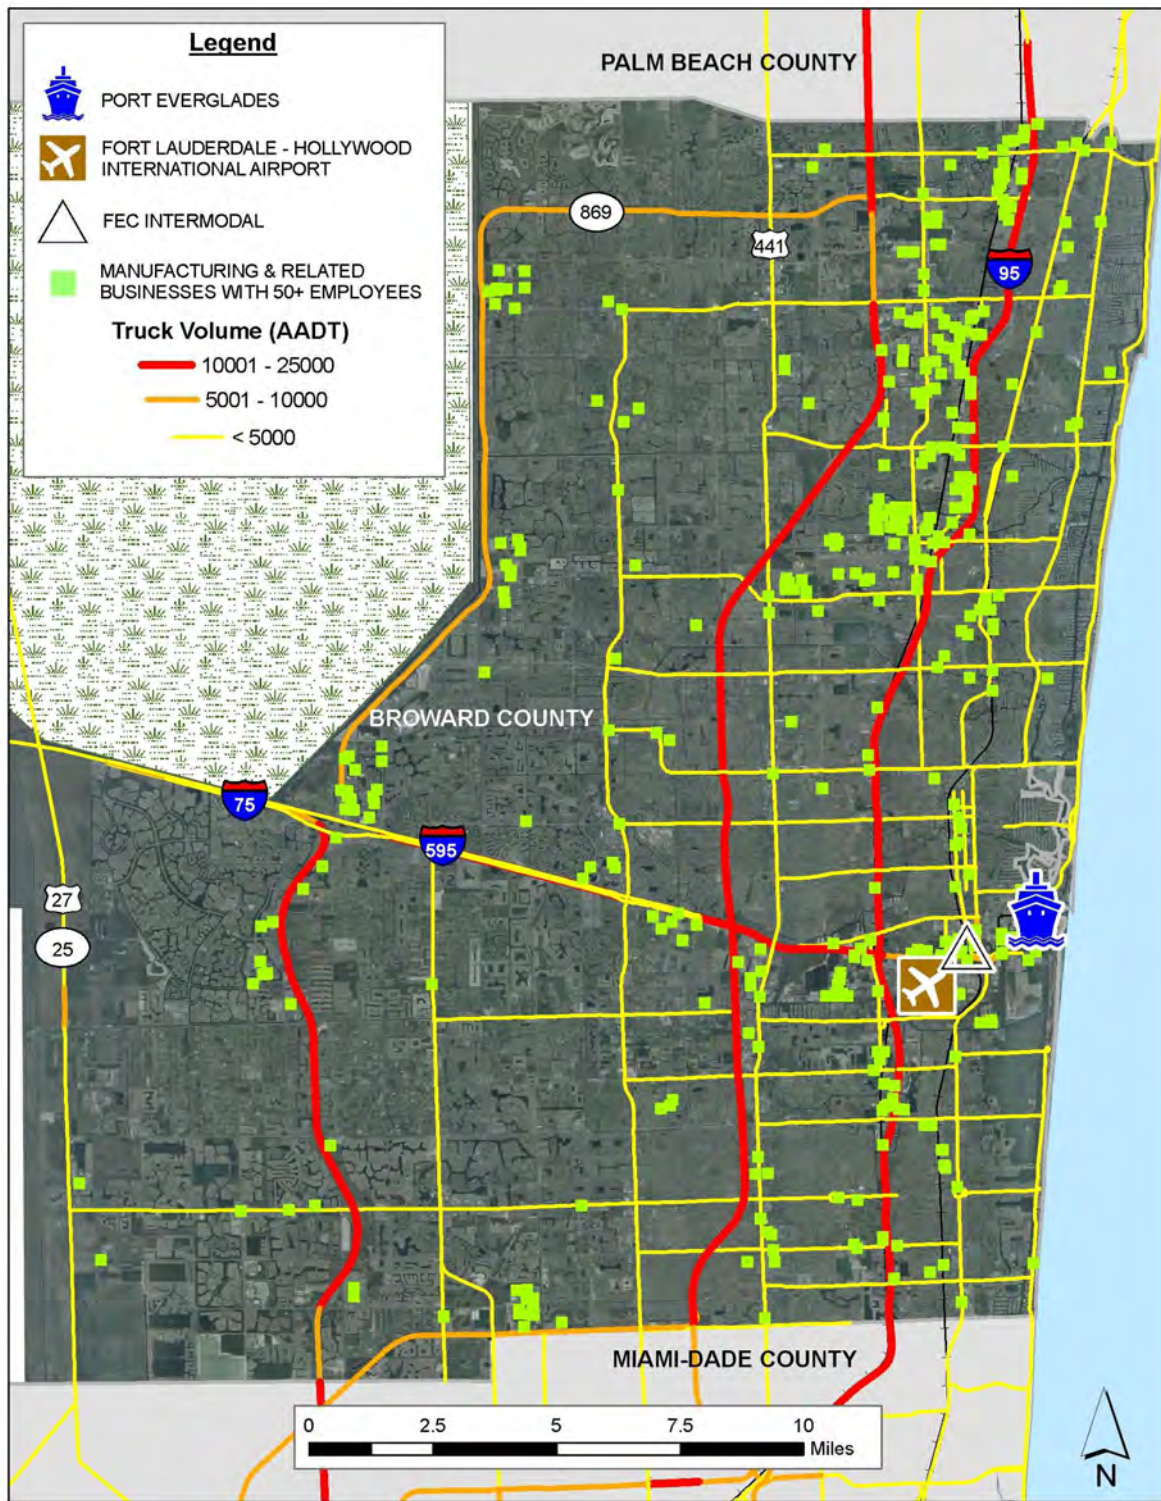 Legend
PORT EVERGLADES
FORT LAUDERDALE - HOLLYWOOD
INTERNATIONAL AIRPORT
FEC INTERMODAL
MANUFACTURING & RELATED
BUSINESSES WITH 50+ EMPLOYEES
Truck Volume (AADT)
10001 - 25000
5001 - 10000
< 5000
PALM BEACH COUNTY
869
441
95
BROWARD COUNTY
75
595
27
25
MIAMI-DADE COUNTY
0 2.5 5 7.5 10
Miles
N